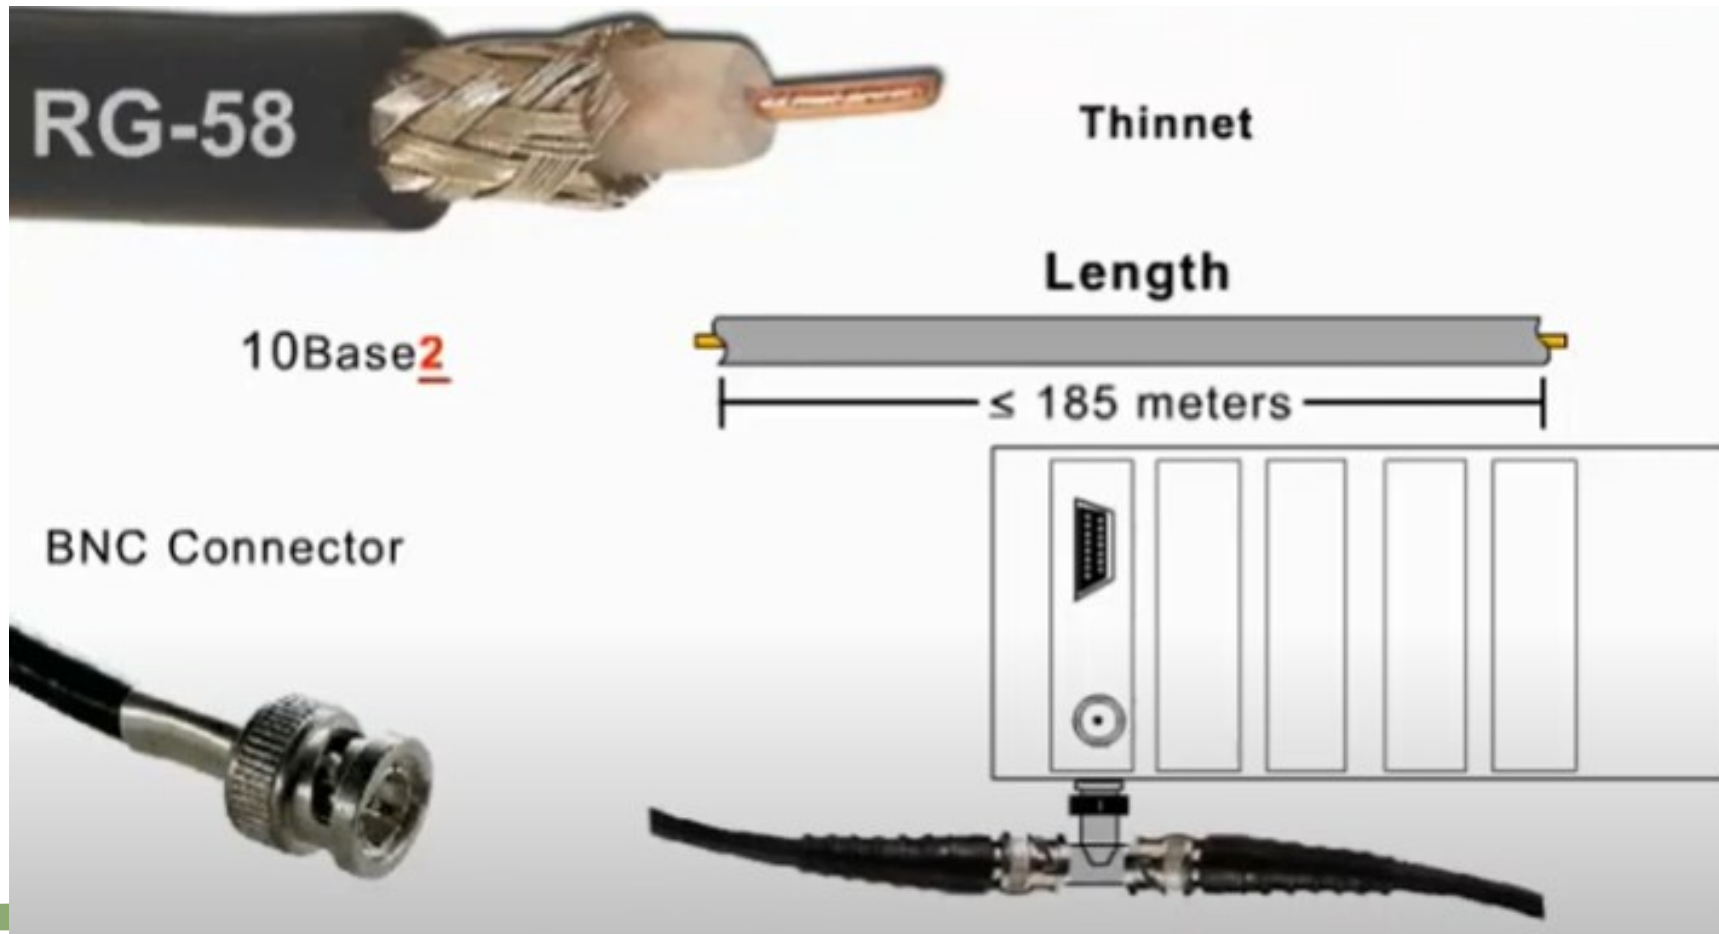 RG-58
Thinnet
Length
10Base2
≤ 185 meters
BNC Connector